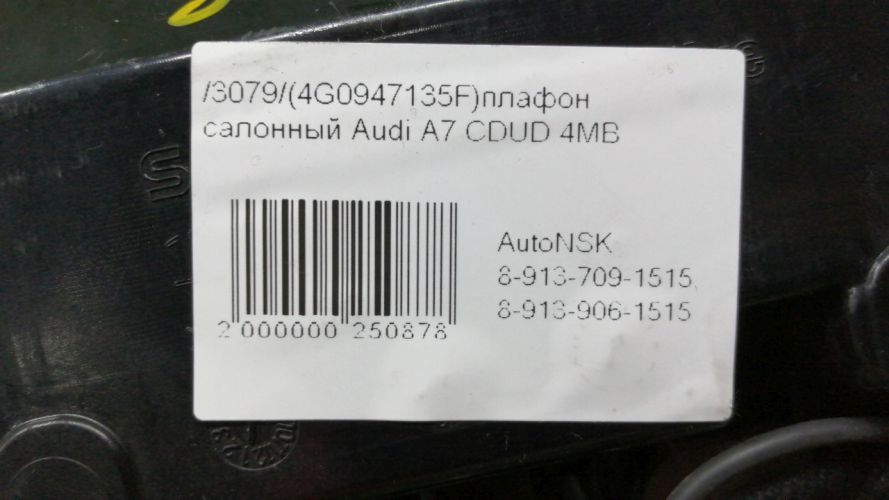 /3079/(4G0947135F)плафон
салонный Audi A7 CDUD 4MB
AutoNSK
8-913-709-1515,
8-913-906-1515
2 000000 250878